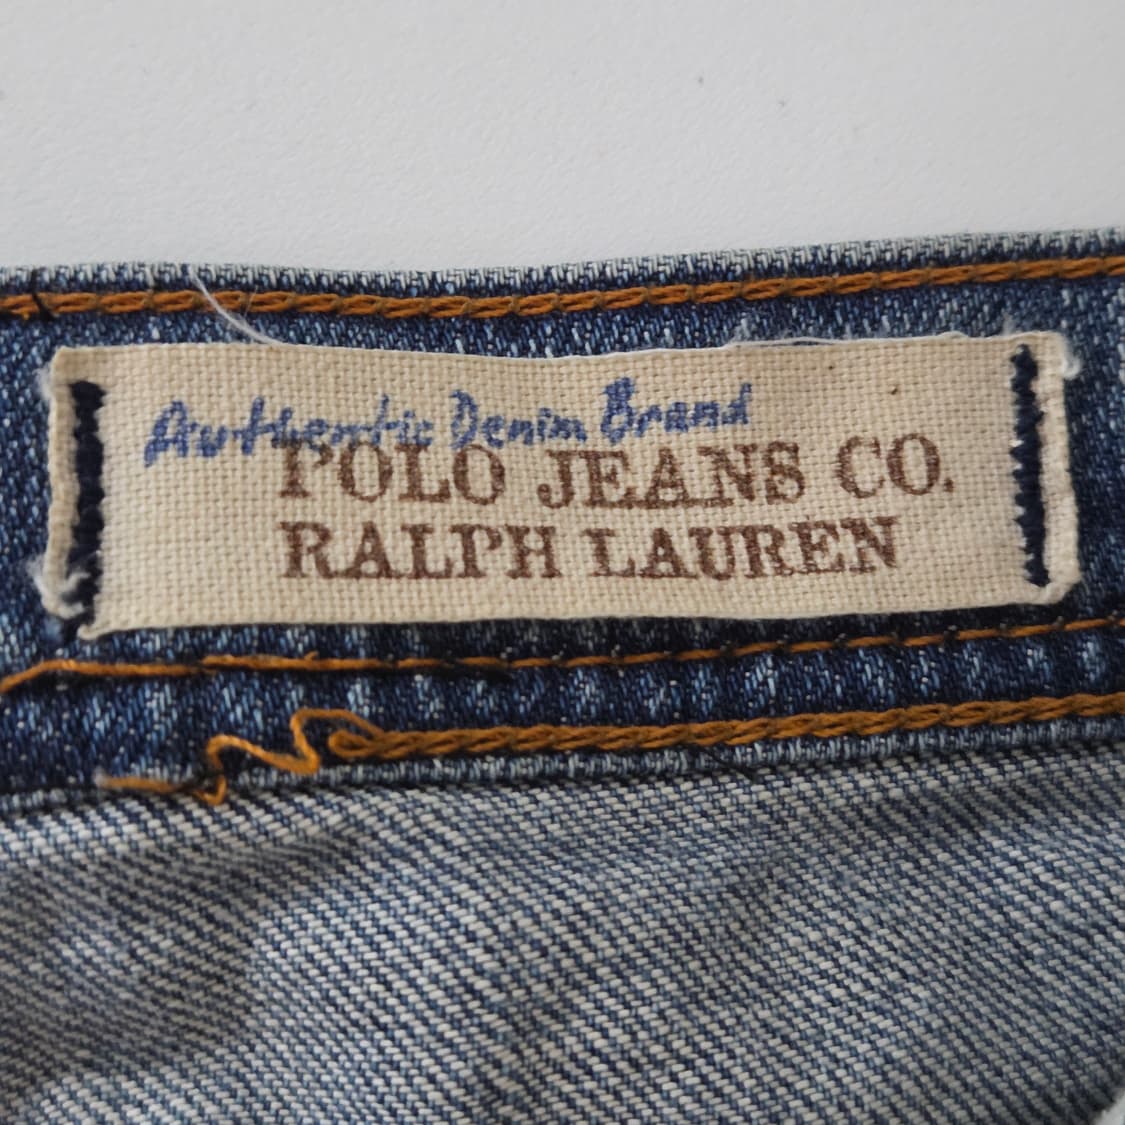 Authentic Denim Brand
POLO JEANS CO.
RALPH LAUREN